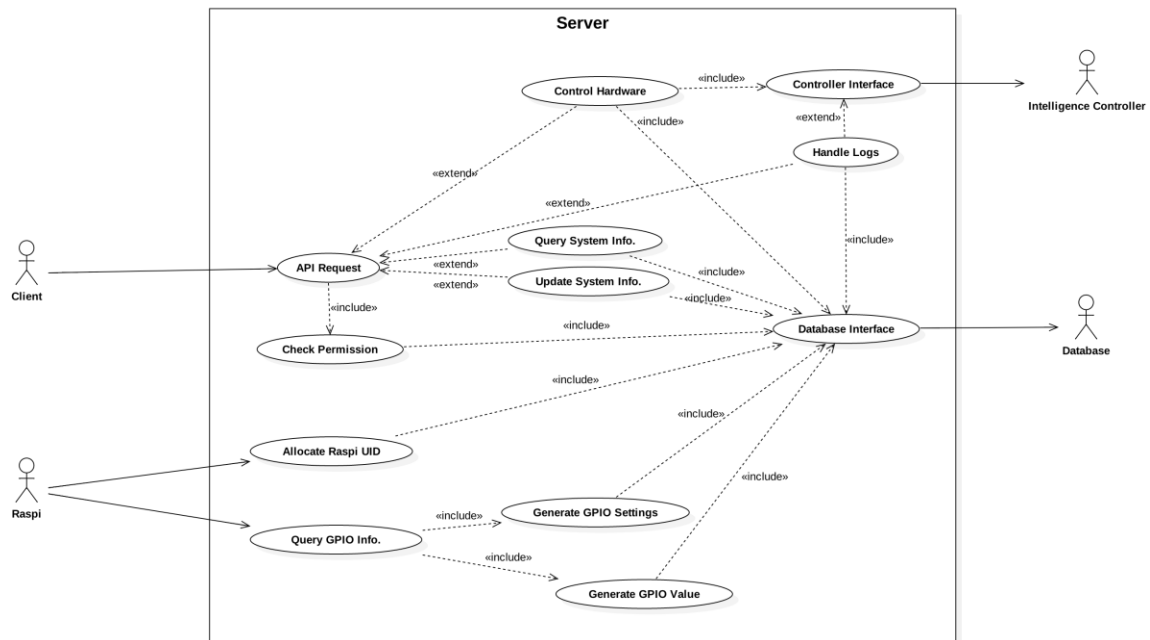 Server
Control Hardware
«include»
Controller Interface
Intelligence Controller
«include»
«extend»
Handle Logs
«extend»
«extend»
Query System Info.
«include»
Client
API Request
«extend»
«include»
Update System Info.
«extend»
«include»
«include»
Check Permission
«include»
Database Interface
Database
«include»
Allocate Raspi UID
«include»
Raspi
Query GPIO Info.
«include»
Generate GPIO Settings
«include»
«include»
Generate GPIO Value